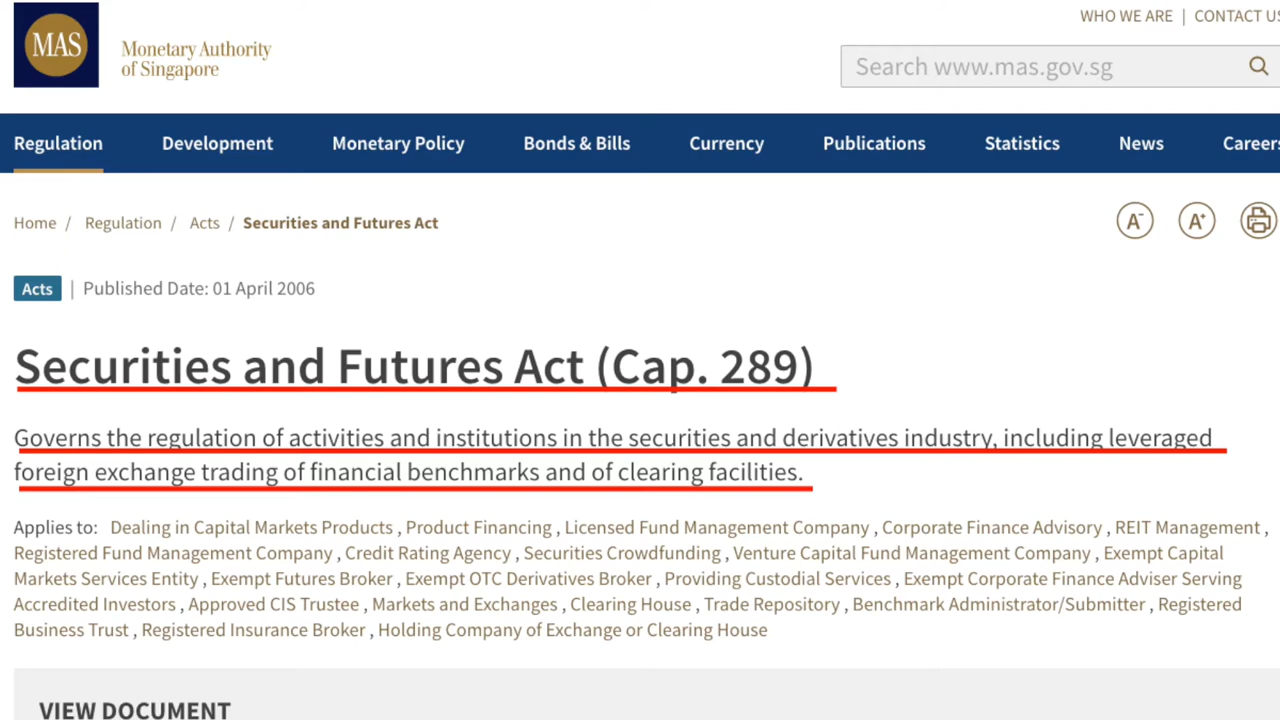 WHO WE ARE | CONTACT US
MAS
Monetary Authority
of Singapore
Search www.mas.gov.sg
Regulation Development Monetary Policy Bonds & Bills Currency Publications Statistics News Careers
Home / Regulation / Acts / Securities and Futures Act
A- A+
Acts | Published Date: 01 April 2006
Securities and Futures Act (Cap. 289)
Governs the regulation of activities and institutions in the securities and derivatives industry, including leveraged
foreign exchange trading of financial benchmarks and of clearing facilities.
Applies to: Dealing in Capital Markets Products , Product Financing , Licensed Fund Management Company , Corporate Finance Advisory , REIT Management ,
Registered Fund Management Company , Credit Rating Agency , Securities Crowdfunding , Venture Capital Fund Management Company , Exempt Capital
Markets Services Entity , Exempt Futures Broker , Exempt OTC Derivatives Broker , Providing Custodial Services , Exempt Corporate Finance Adviser Serving
Accredited Investors , Approved CIS Trustee , Markets and Exchanges , Clearing House , Trade Repository , Benchmark Administrator/Submitter , Registered
Business Trust , Registered Insurance Broker , Holding Company of Exchange or Clearing House
VIEW DOCUMENT